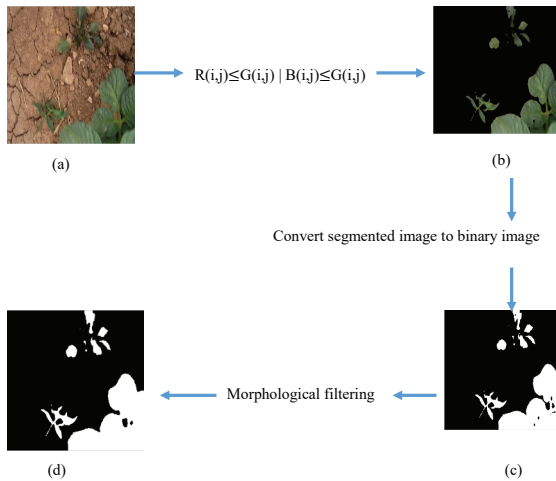 R(i,j)≤G(i,j) | B(i,j)≤G(i,j)
(a)
(b)
Convert segmented image to binary image
Morphological filtering
(d)
(c)